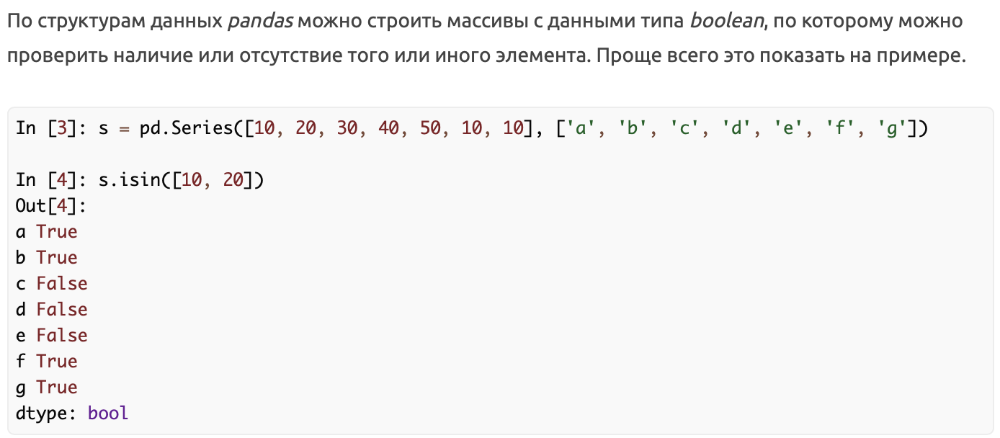 По структурам данных pandas можно строить массивы с данными типа boolean, по которому можно
проверить наличие или отсутствие того или иного элемента. Проще всего это показать на примере.
In [3]: s = pd.Series([10, 20, 30, 40, 50, 10, 10], ['a', 'b', 'c', 'd', 'e', 'f', 'g'])
In [4]: s.isin([10, 20])
Out[4]:
a True
b True
c False
d False
e False
f True
g True
dtype: bool